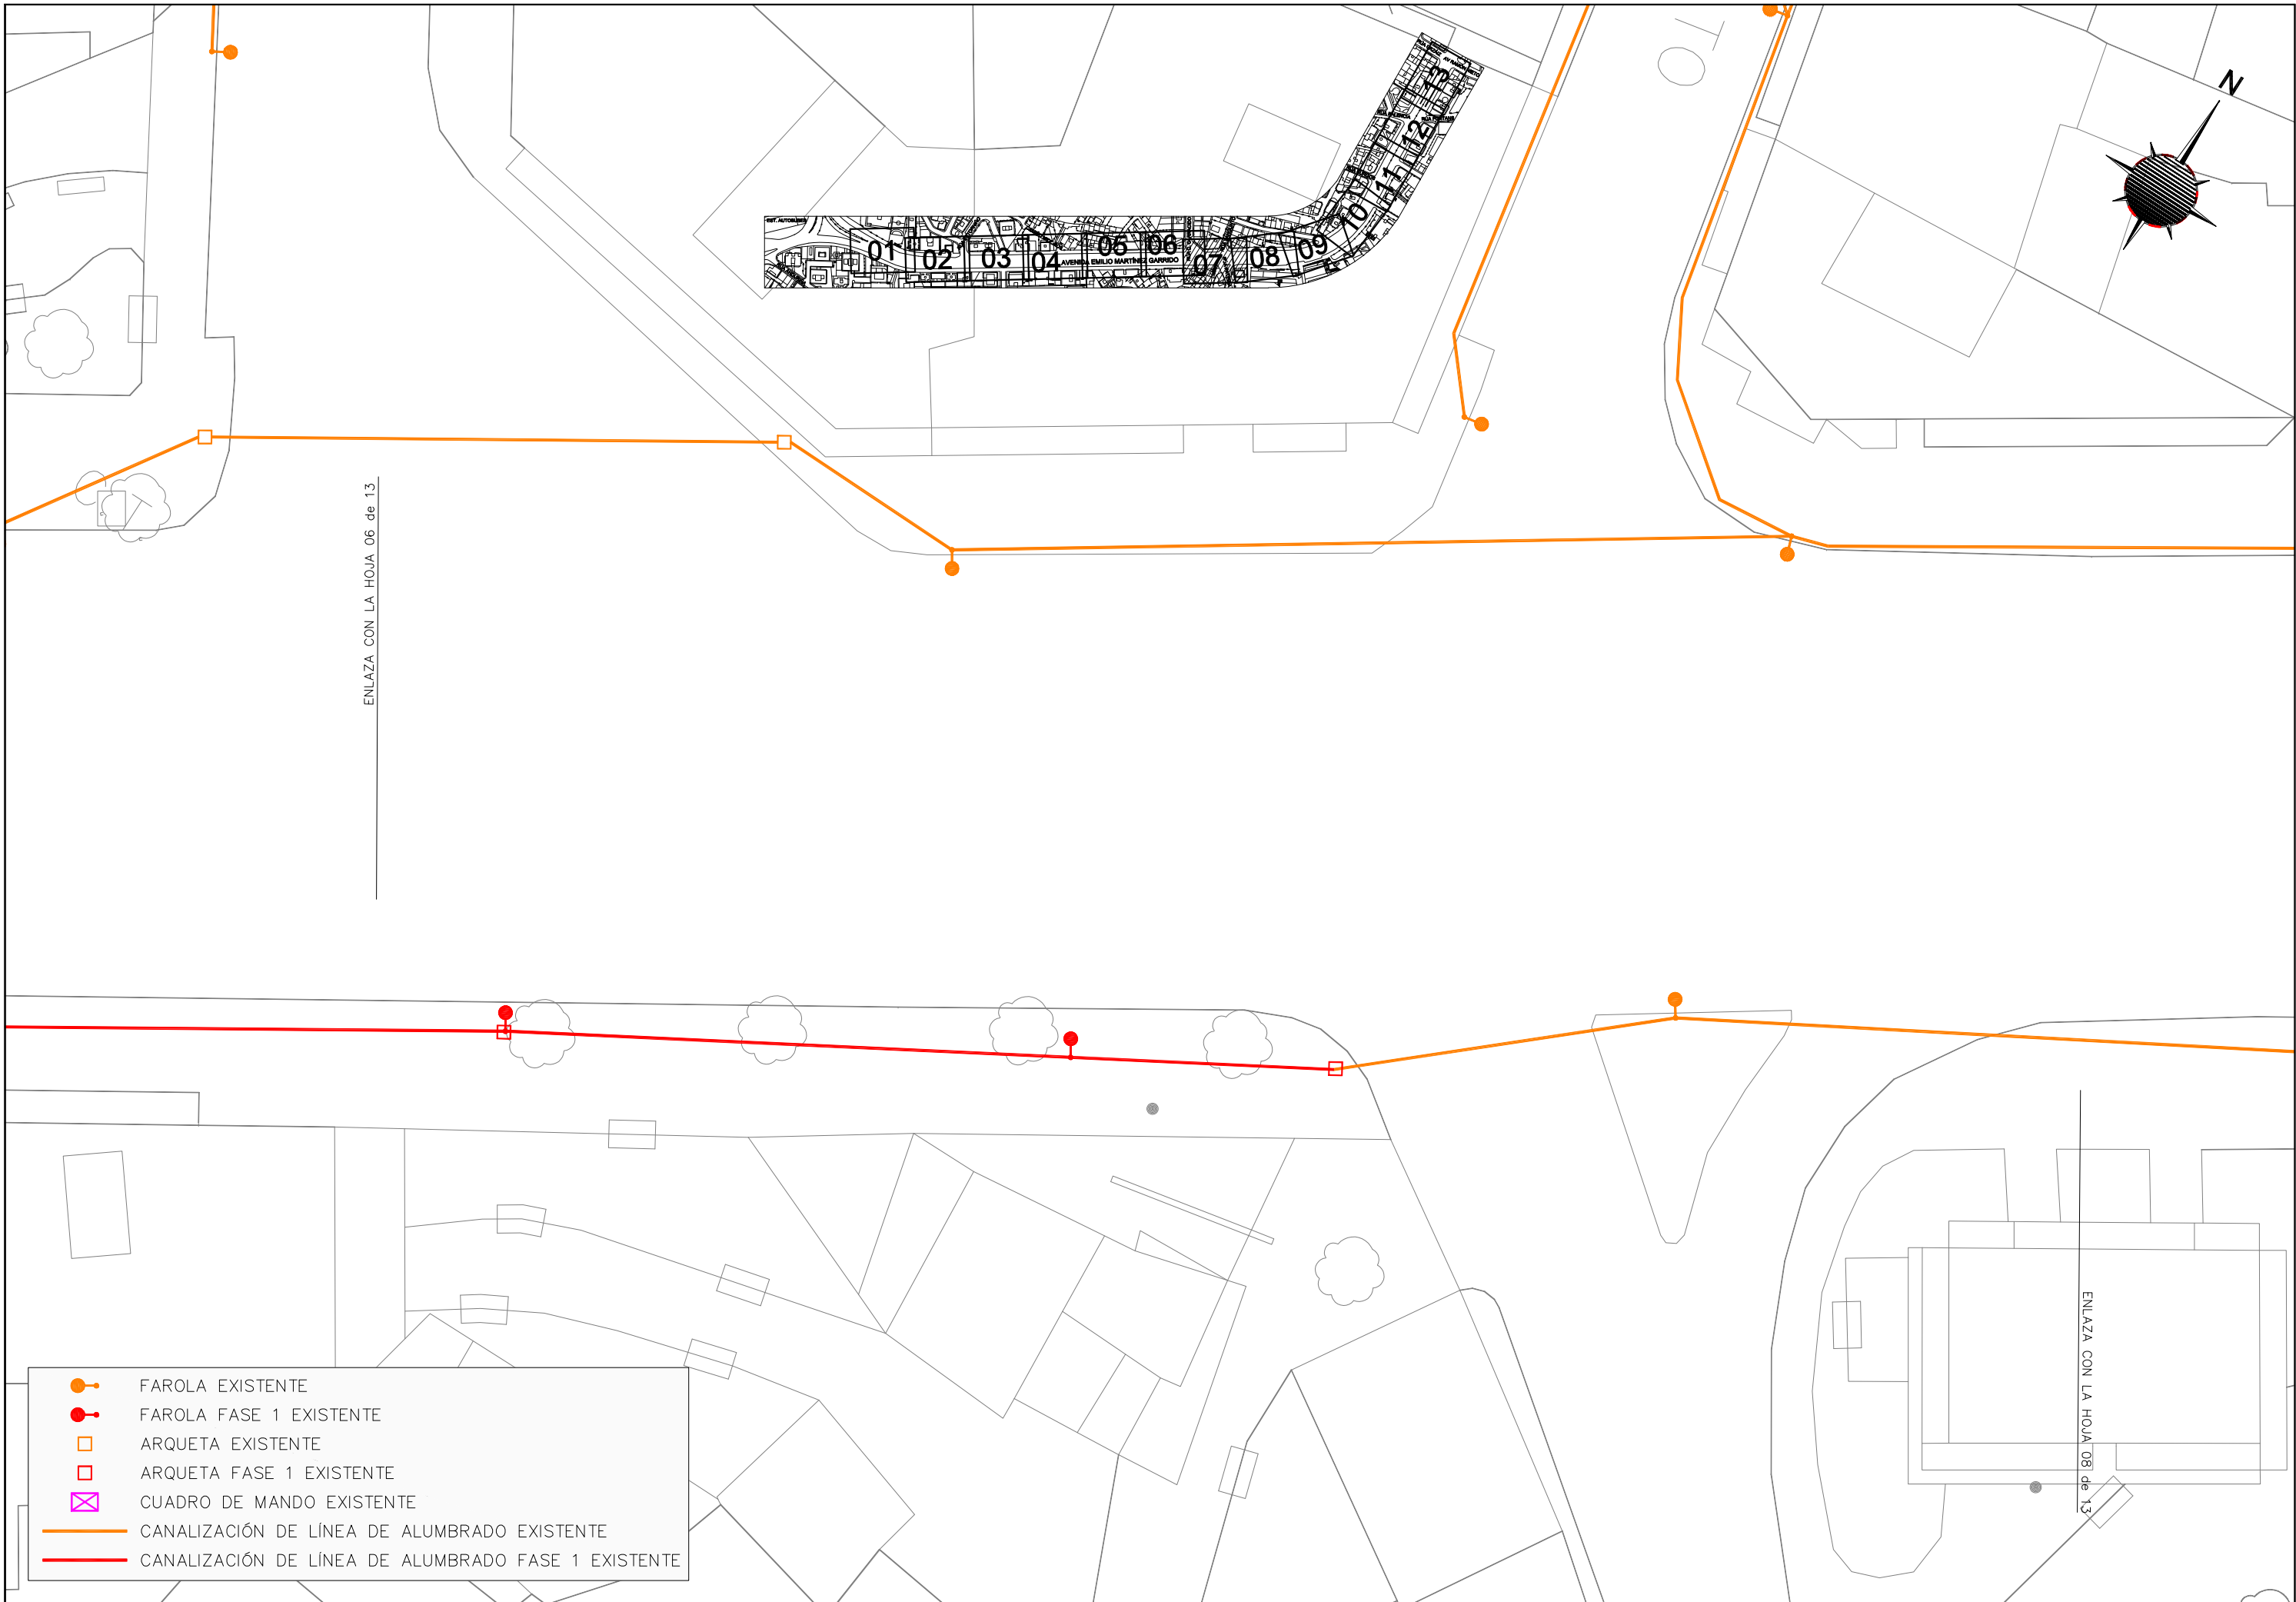 N
EST. AUTOBUSES
01
02
03
04
05
06
07
08
09
10
11
12
13
AVENIDA EMILIO MARTÍNEZ GARRIDO
ENLAZA CON LA HOJA 06 de 13
ENLAZA CON LA HOJA 08 de 13
FAROLA EXISTENTE
FAROLA FASE 1 EXISTENTE
ARQUETA EXISTENTE
ARQUETA FASE 1 EXISTENTE
CUADRO DE MANDO EXISTENTE
CANALIZACIÓN DE LÍNEA DE ALUMBRADO EXISTENTE
CANALIZACIÓN DE LÍNEA DE ALUMBRADO FASE 1 EXISTENTE